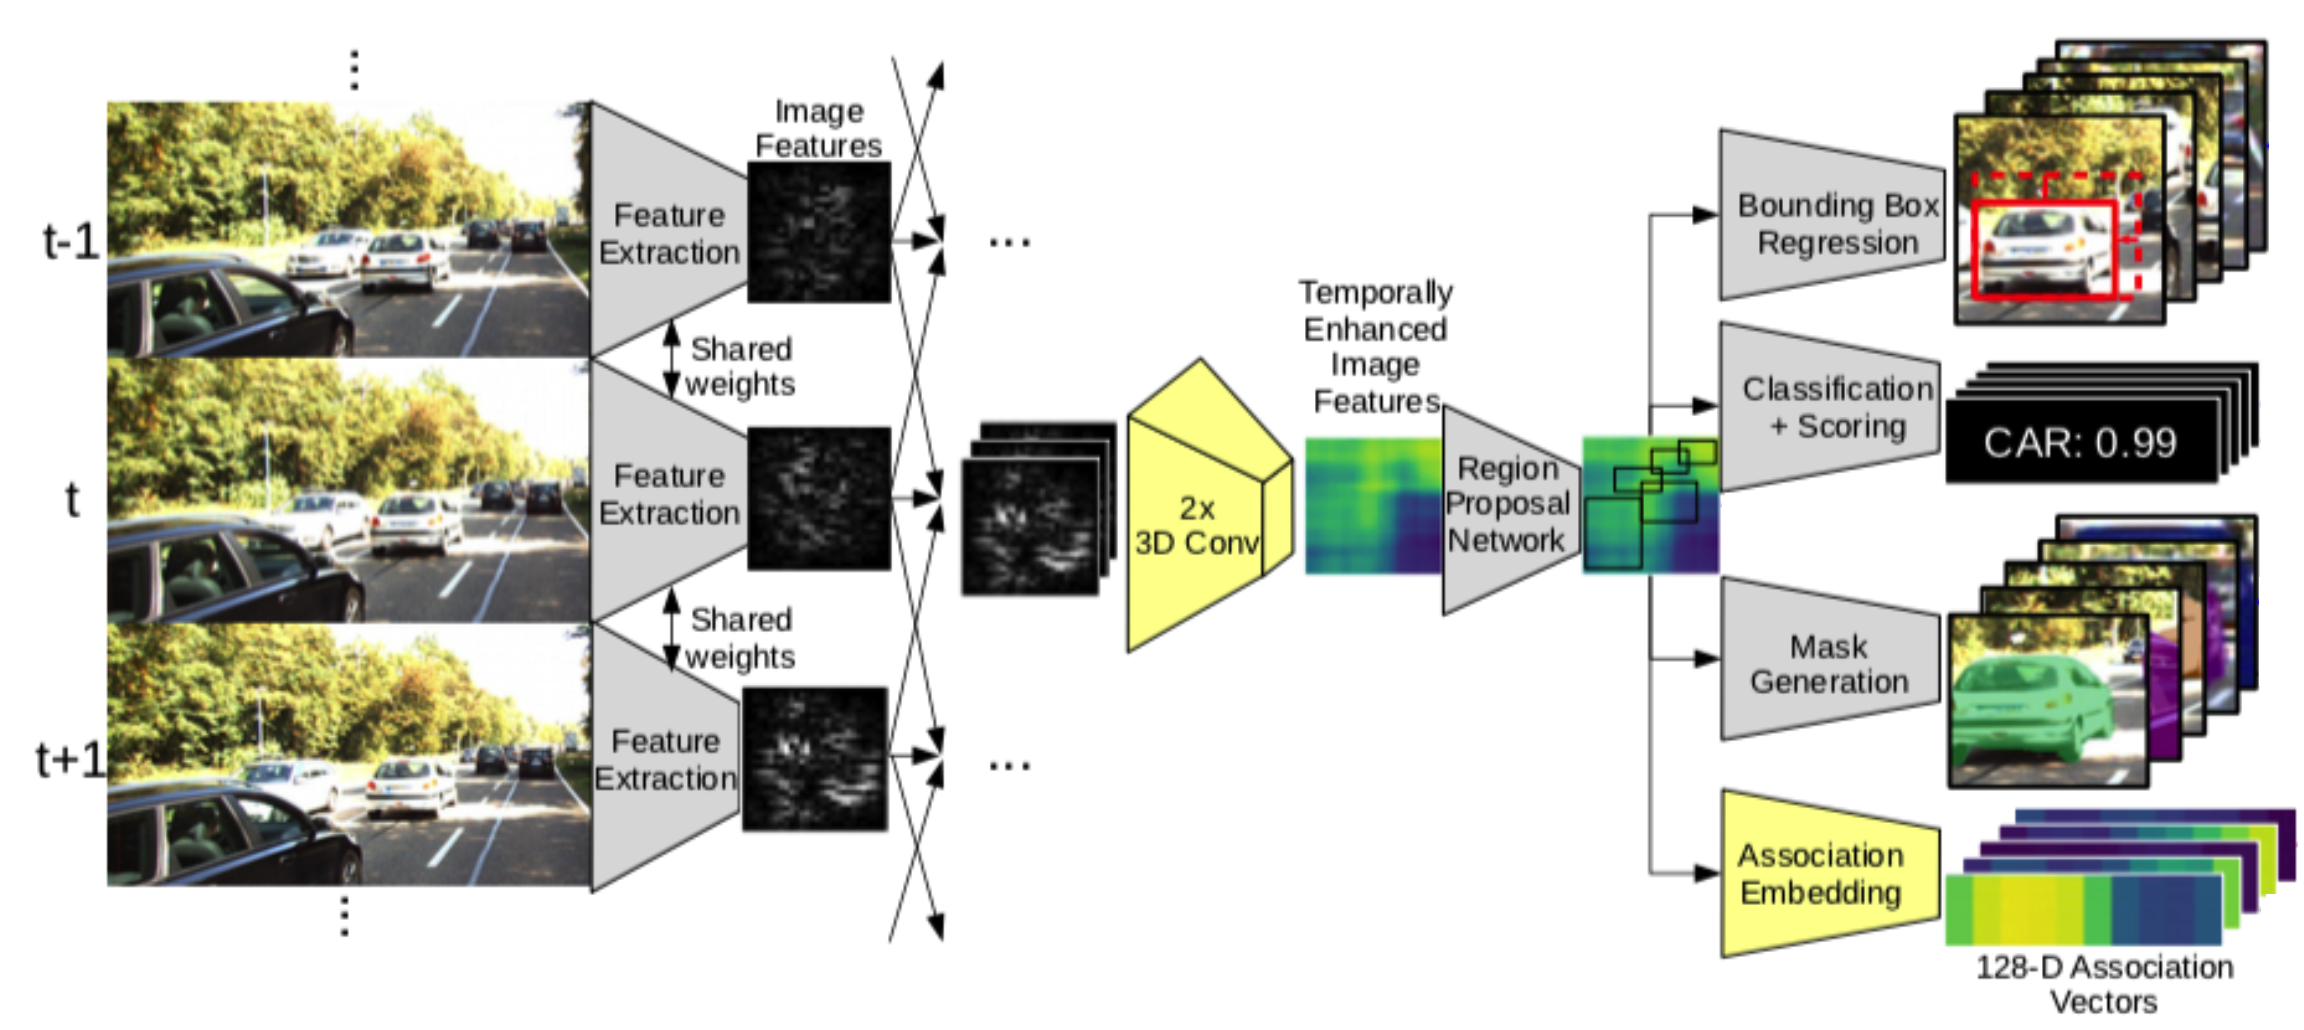 t-1
t
t+1
Feature
Extraction
Image
Features
Shared
weights
Feature
Extraction
Shared
weights
Feature
Extraction
...
...
2x
3D Conv
Temporally
Enhanced
Image
Features
Region
Proposal
Network
Bounding Box
Regression
Classification
+ Scoring
CAR: 0.99
Mask
Generation
Association
Embedding
128-D Association
Vectors